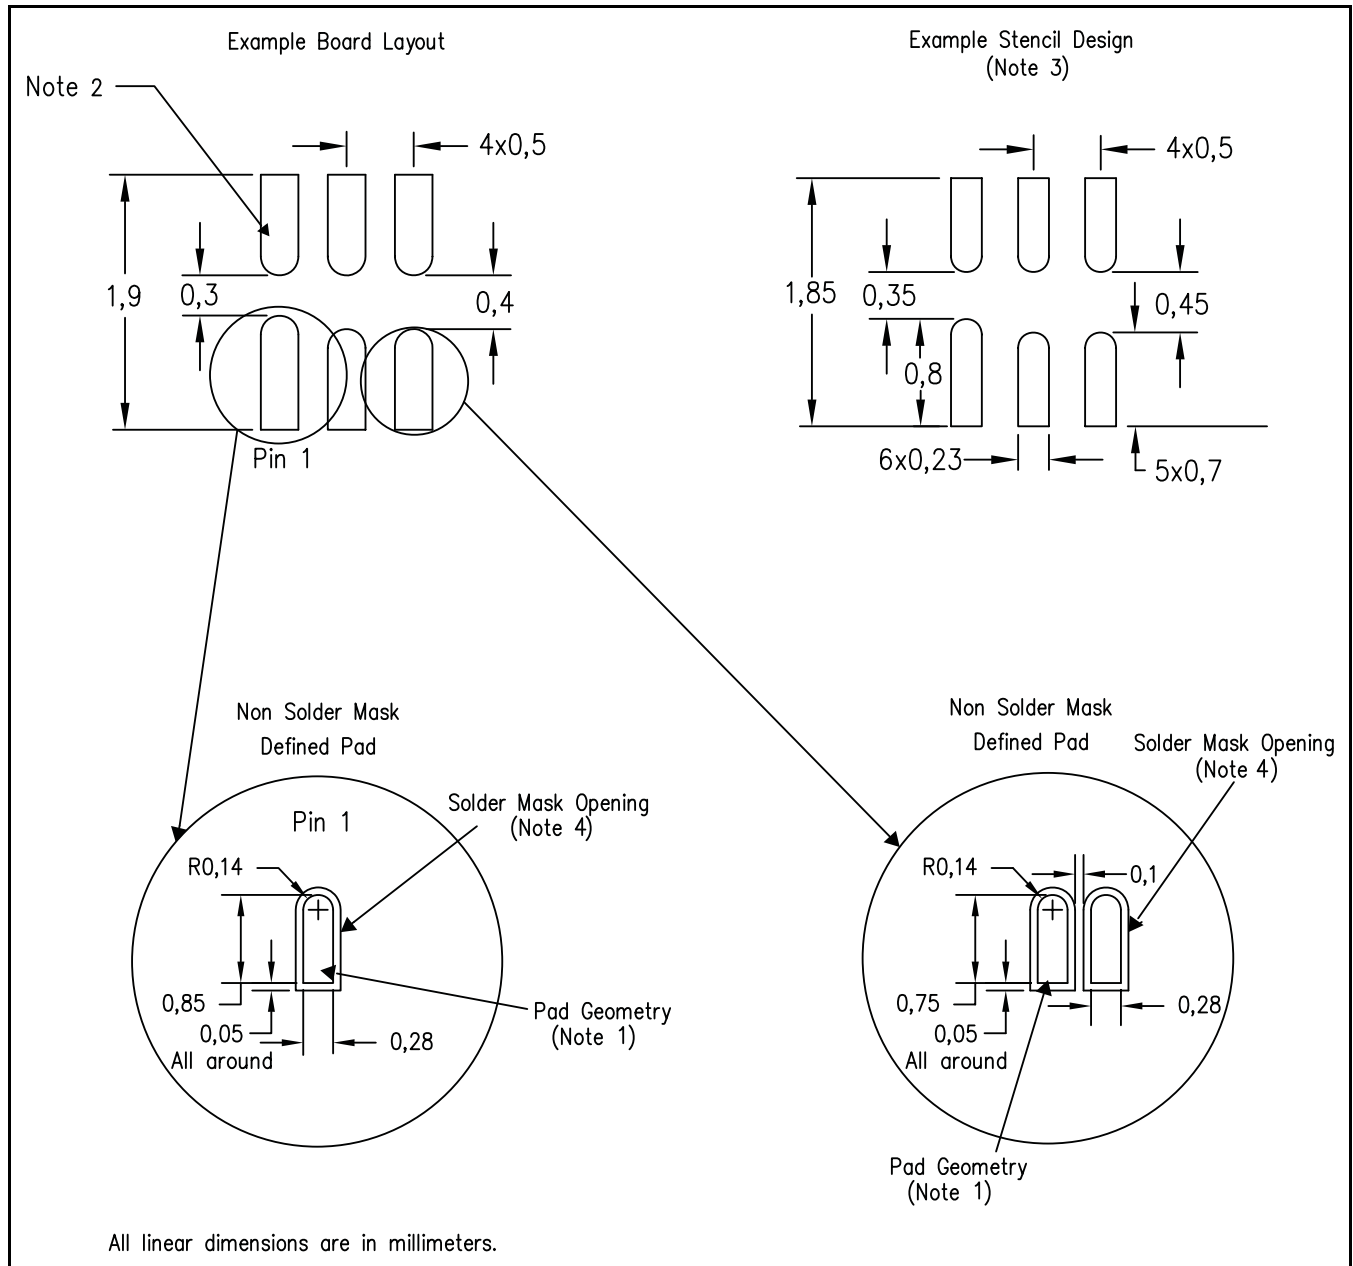 Example Board Layout
Example Stencil Design
(Note 3)
Note 2
4x0,5
4x0,5
1,9
0,3
0,4
1,85
0,35
0,45
0,8
Pin 1
6x0,23
5x0,7
Non Solder Mask
Defined Pad
Non Solder Mask
Defined Pad
Solder Mask Opening
(Note 4)
Solder Mask Opening
(Note 4)
Pin 1
R0,14
R0,14
0,1
0,85
0,05
All around
0,28
Pad Geometry
(Note 1)
0,75
0,05
All around
0,28
Pad Geometry
(Note 1)
All linear dimensions are in millimeters.